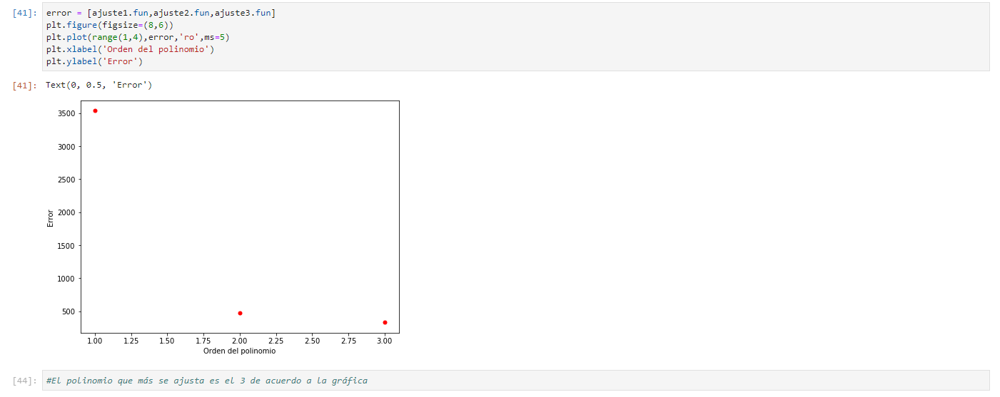 [41]: error = [ajuste1.fun,ajuste2.fun,ajuste3.fun]
plt.figure(figsize=(8,6))
plt.plot(range(1,4),error,'ro',ms=5)
plt.xlabel('Orden del polinomio')
plt.ylabel('Error')
[41]: Text(0, 0.5, 'Error')
3500
3000
2500
2000
1500
1000
500
Error
1.00 1.25 1.50 1.75 2.00 2.25 2.50 2.75 3.00
Orden del polinomio
[44]: #El polinomio que más se ajusta es el 3 de acuerdo a la gráfica